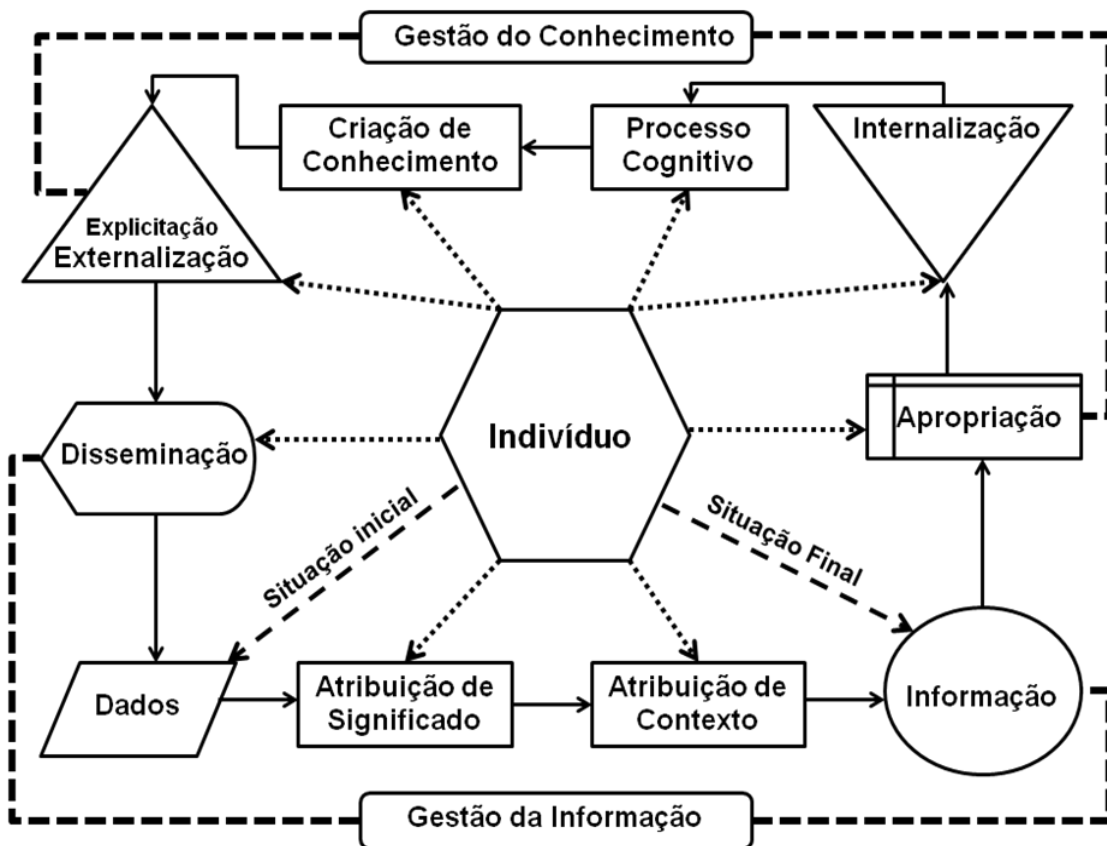 Gestão do Conhecimento
Criação de
Conhecimento
Processo
Cognitivo
Internalização
Explicitação
Externalização
Indivíduo
Apropriação
Disseminação
Situação inicial
Situação Final
Dados
Atribuição de
Significado
Atribuição de
Contexto
Informação
Gestão da Informação